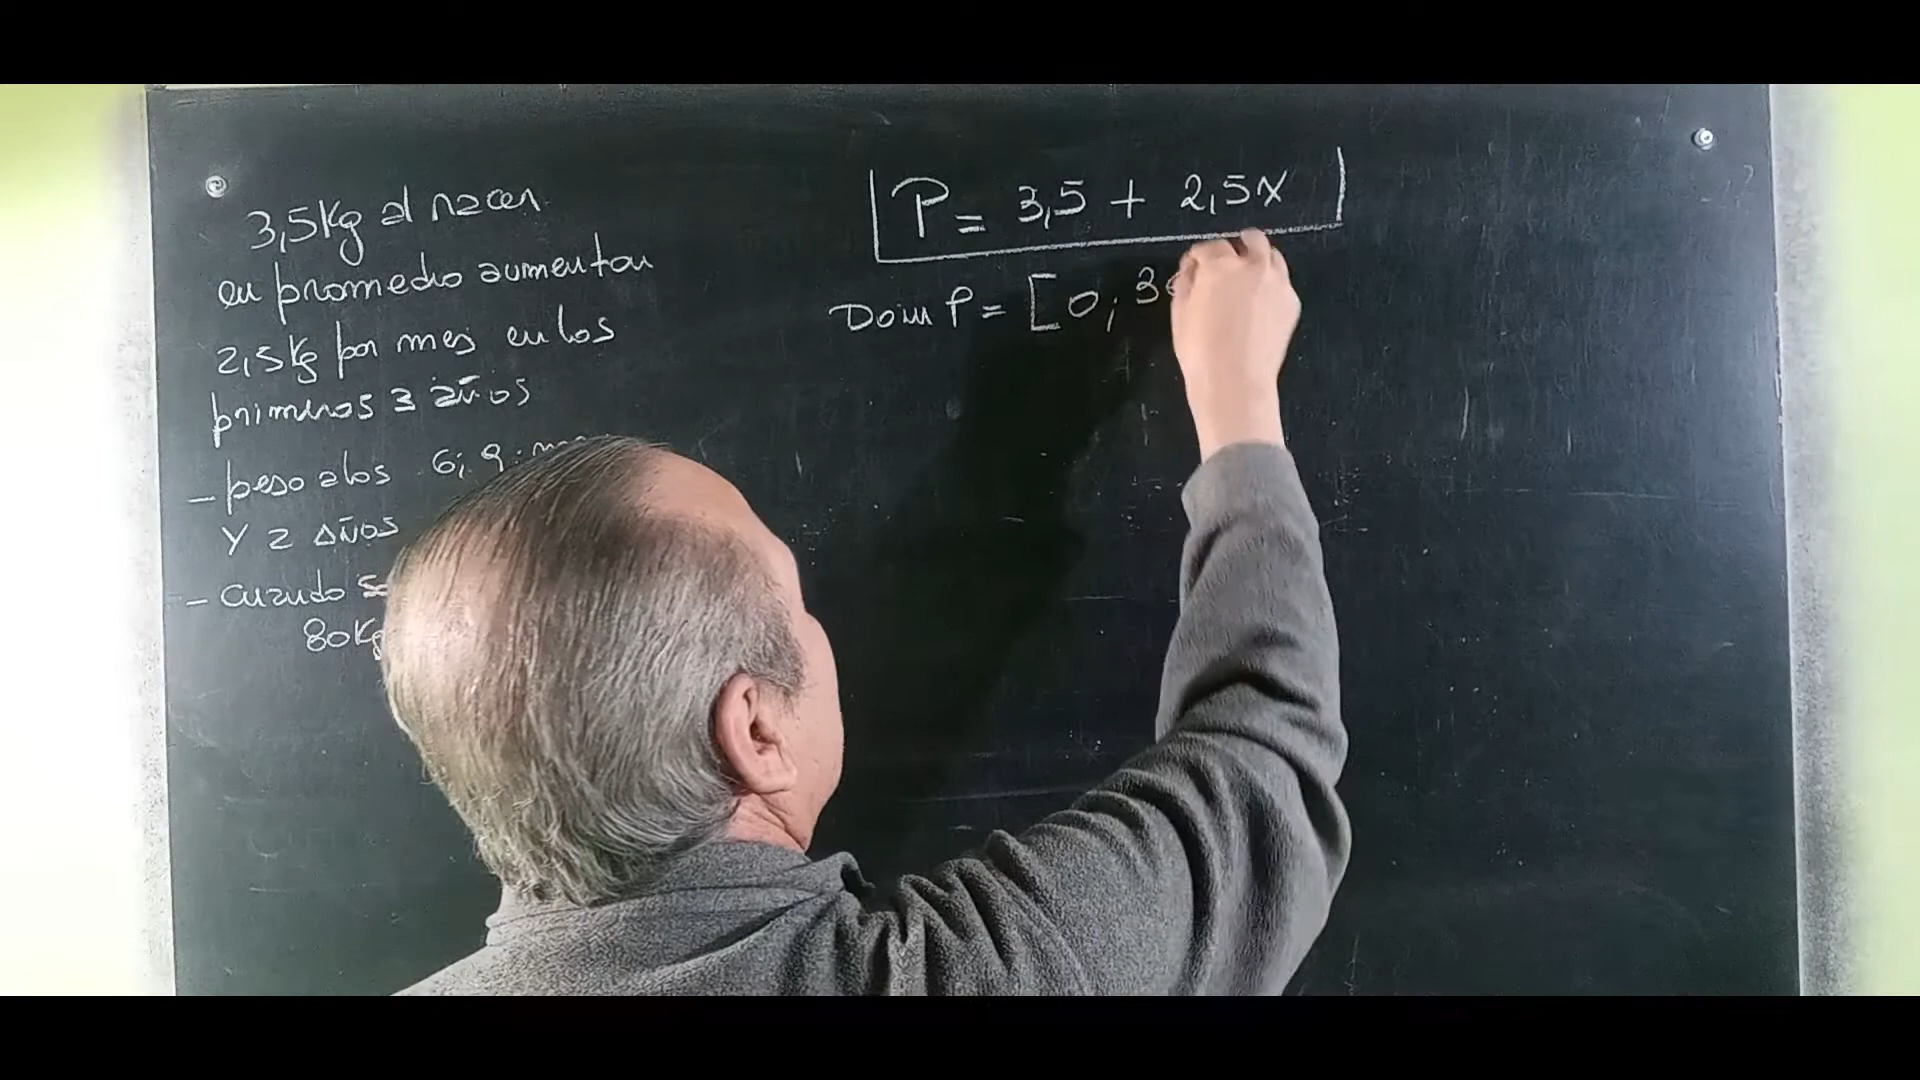 3,5Kg al nacer
en promedio aumentan
2,5Kg por mes en los
primeros 3 años
- peso a los 6; 9
Y 2 AÑOS
- Cuando
80Kg
P = 3,5 + 2,5x
Dom P = [0; 3